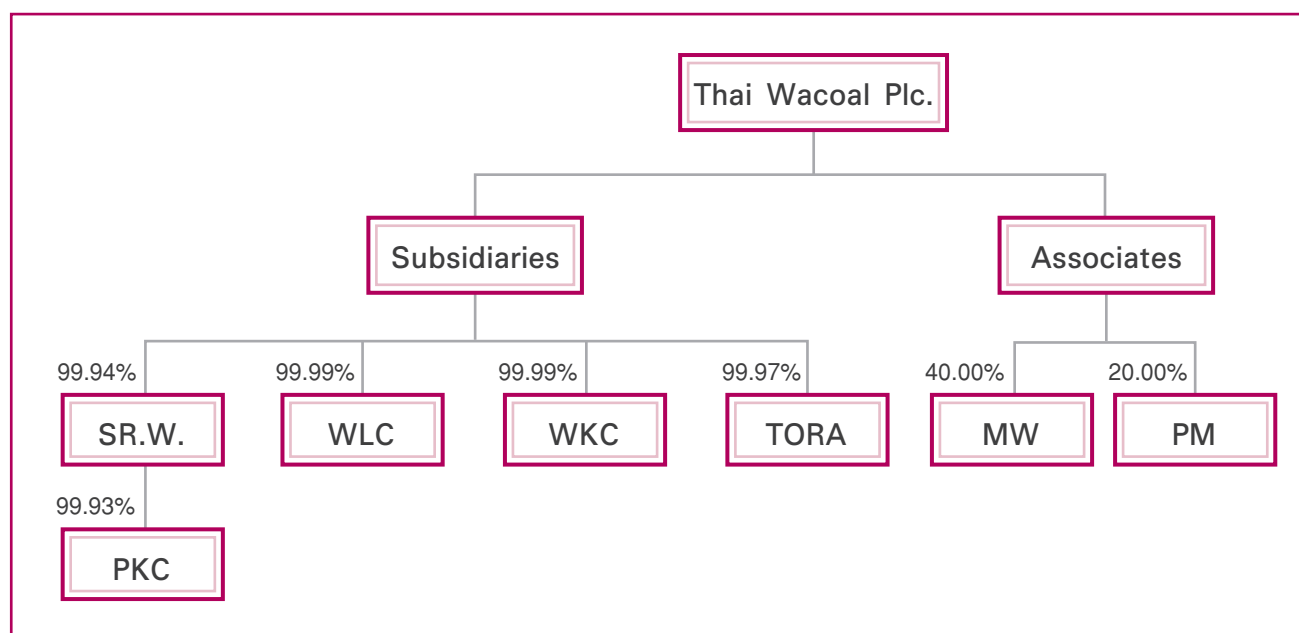 Thai Wacoal Plc.
Subsidiaries
Associates
99.94%
99.99%
99.99%
99.97%
40.00%
20.00%
SR.W.
WLC
WKC
TORA
MW
PM
99.93%
PKC